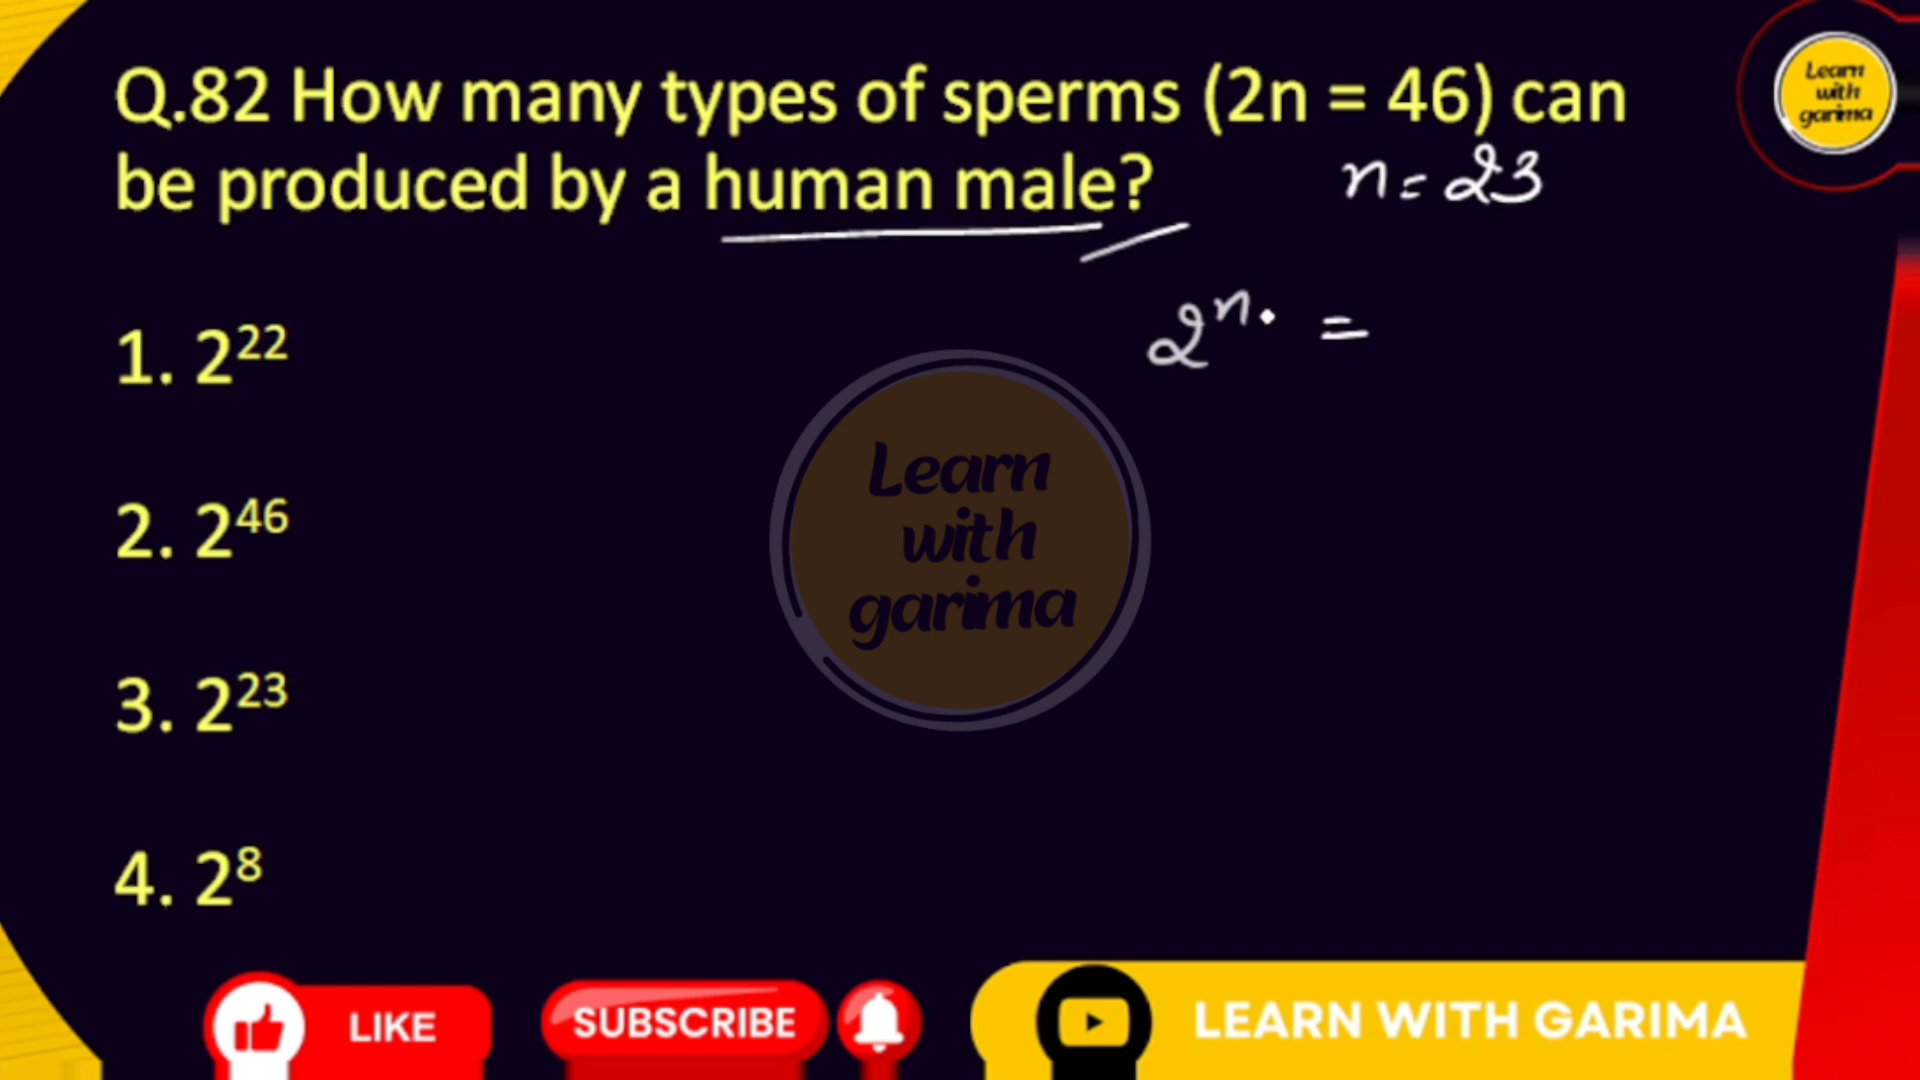 Q.82 How many types of sperms (2n = 46) can
be produced by a human male?
n = 23
2ⁿ. =
1. 2²²
2. 2⁴⁶
3. 2²³
4. 2⁸
Learn
with
garima
Learn
with
garima
LIKE
SUBSCRIBE
LEARN WITH GARIMA